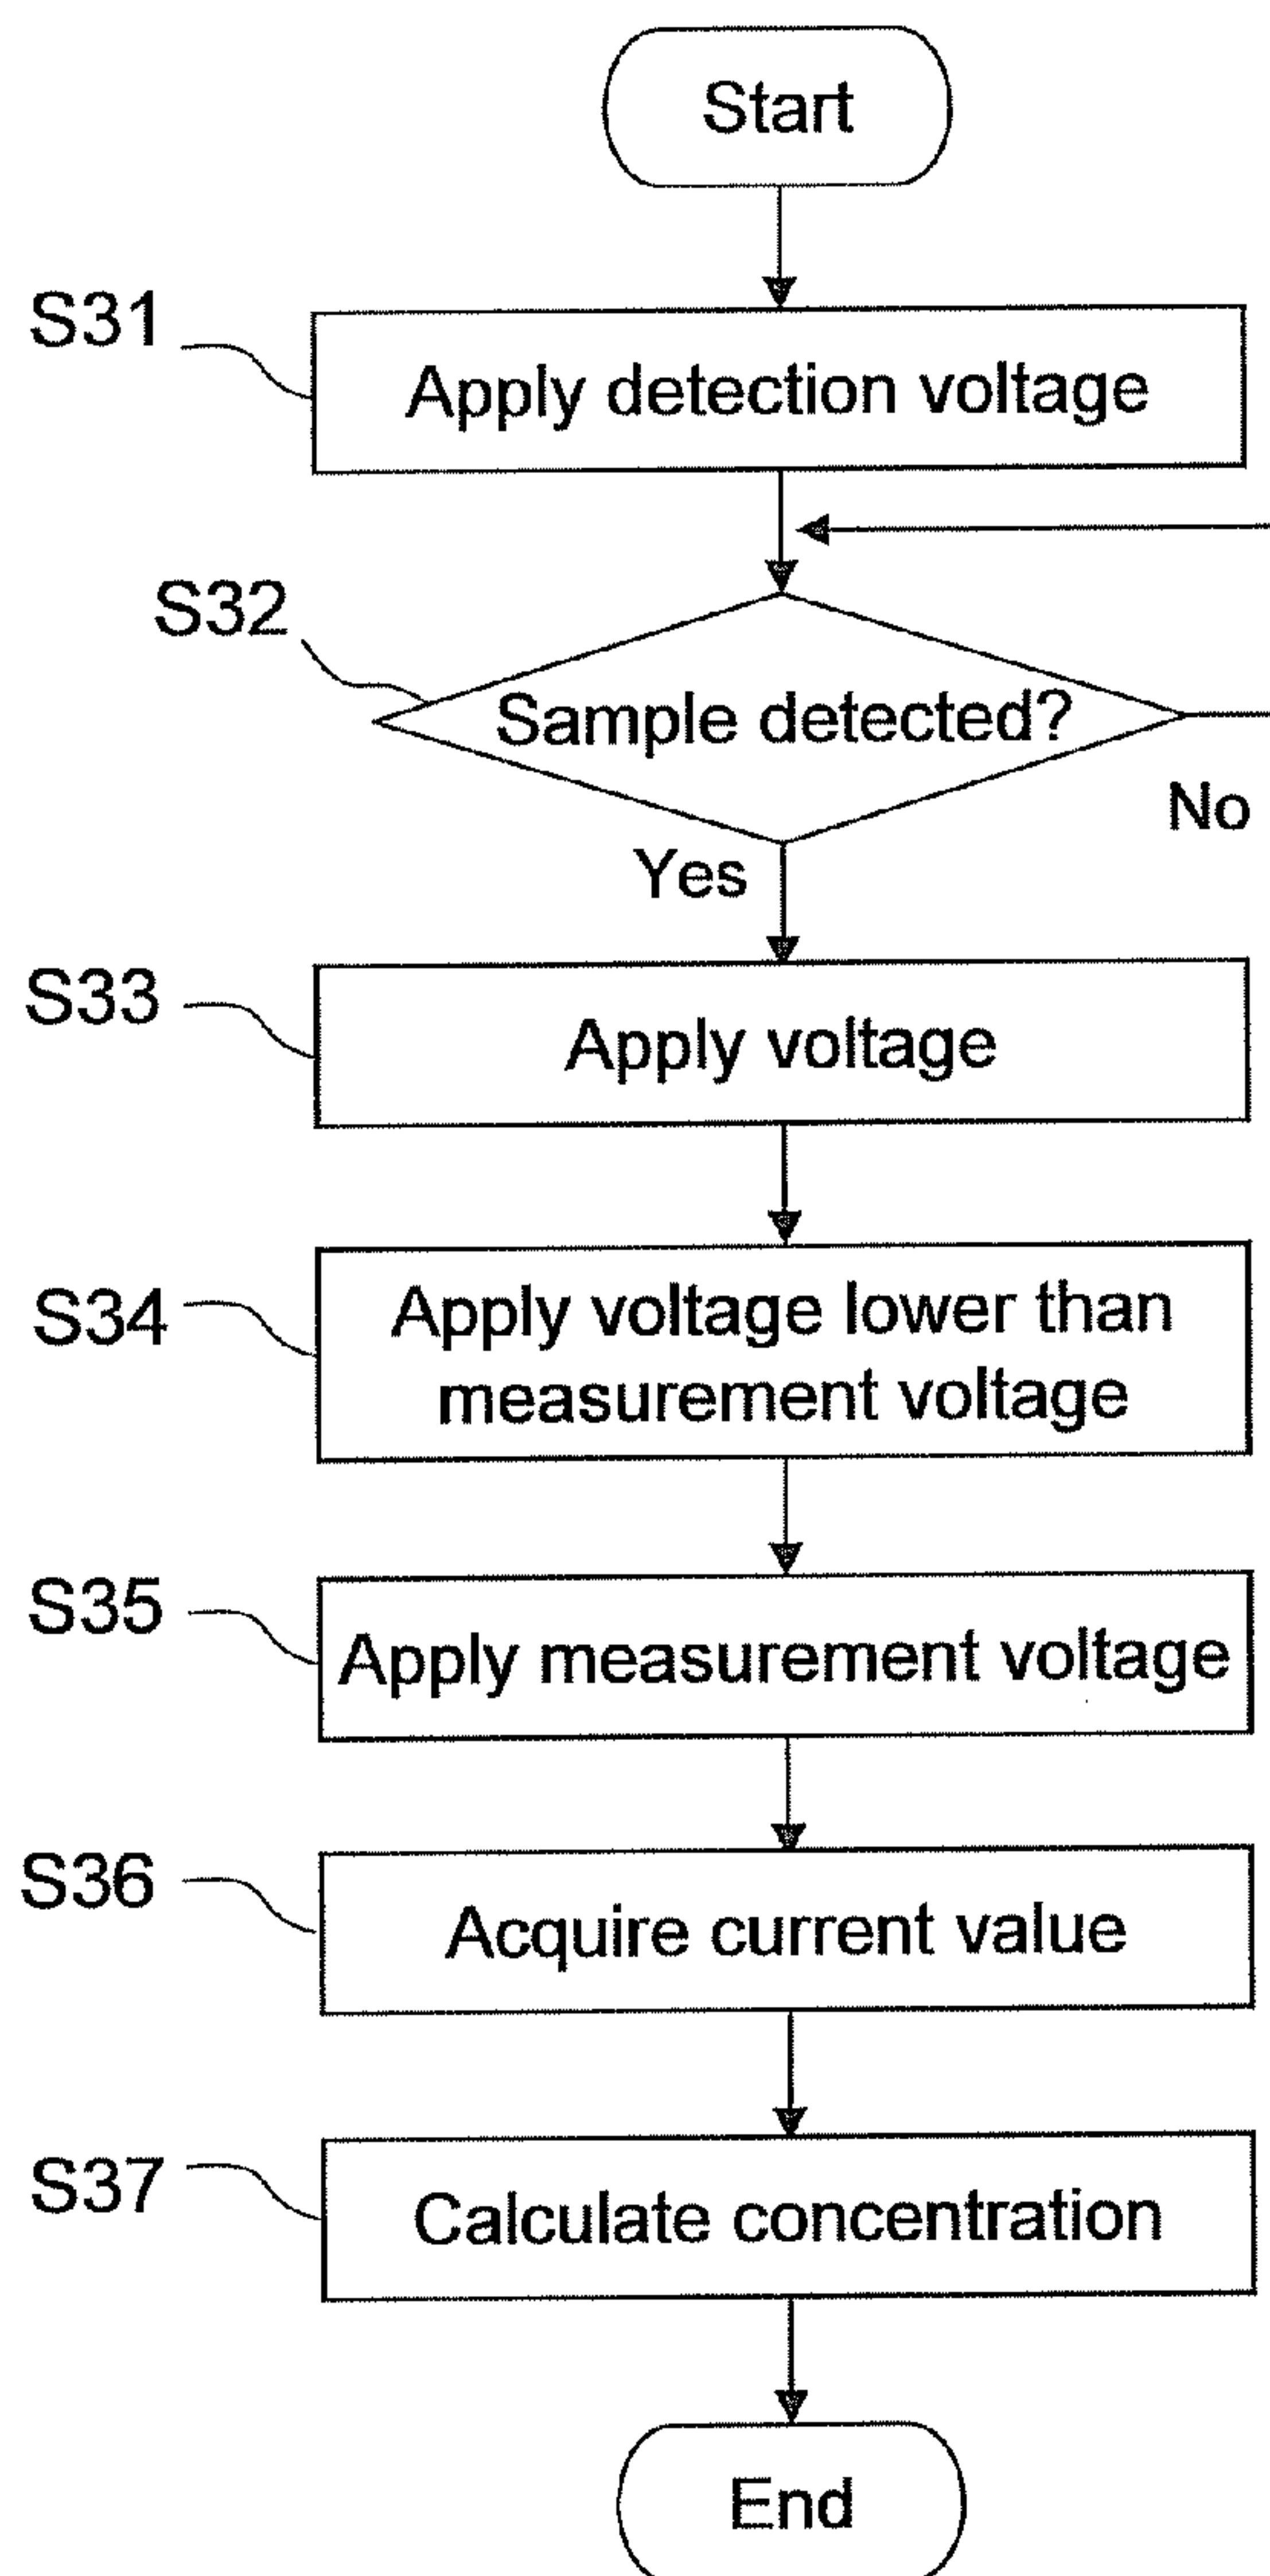 Start
S31
Apply detection voltage
S32
Sample detected?
No
Yes
S33
Apply voltage
S34
Apply voltage lower than
measurement voltage
S35
Apply measurement voltage
S36
Acquire current value
S37
Calculate concentration
End